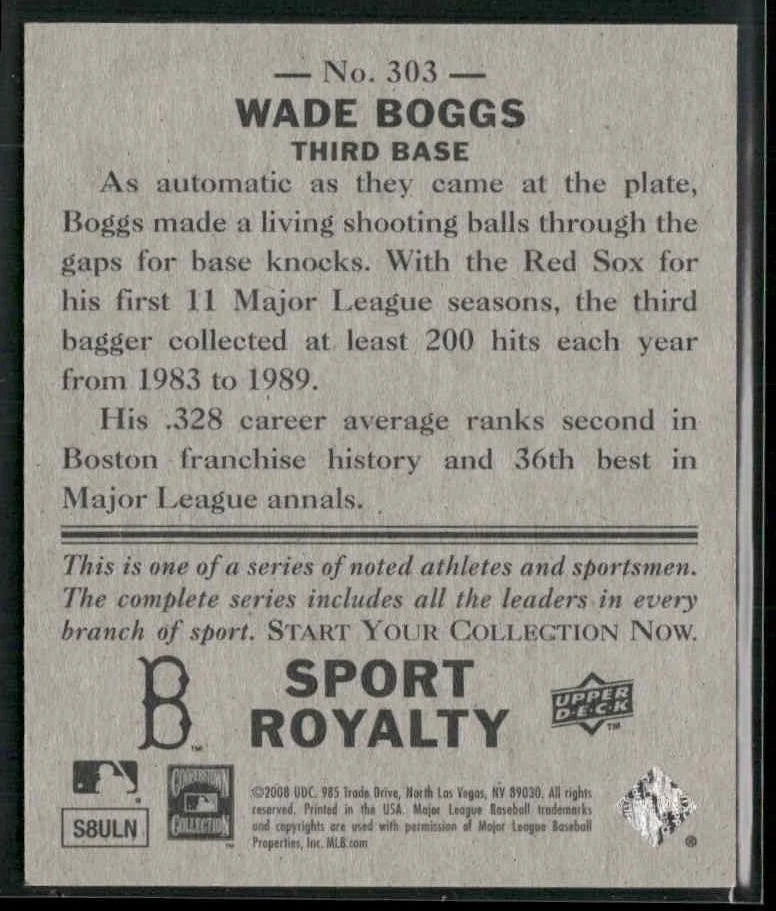 — No. 303 —
WADE BOGGS
THIRD BASE
As automatic as they came at the plate,
Boggs made a living shooting balls through the
gaps for base knocks. With the Red Sox for
his first 11 Major League seasons, the third
bagger collected at least 200 hits each year
from 1983 to 1989.
His .328 career average ranks second in
Boston franchise history and 36th best in
Major League annals.
This is one of a series of noted athletes and sportsmen.
The complete series includes all the leaders in every
branch of sport. START YOUR COLLECTION NOW.
B
TM
SPORT
ROYALTY
UPPER
D·E·C·K
TM
S8ULN
COOPERSTOWN
COLLECTION
TM
©2008 UDC. 985 Trade Drive, North Las Vegas, NV 89030. All rights
reserved. Printed in the USA. Major League Baseball trademarks
and copyrights are used with permission of Major League Baseball
Properties, Inc. MLB.com
®